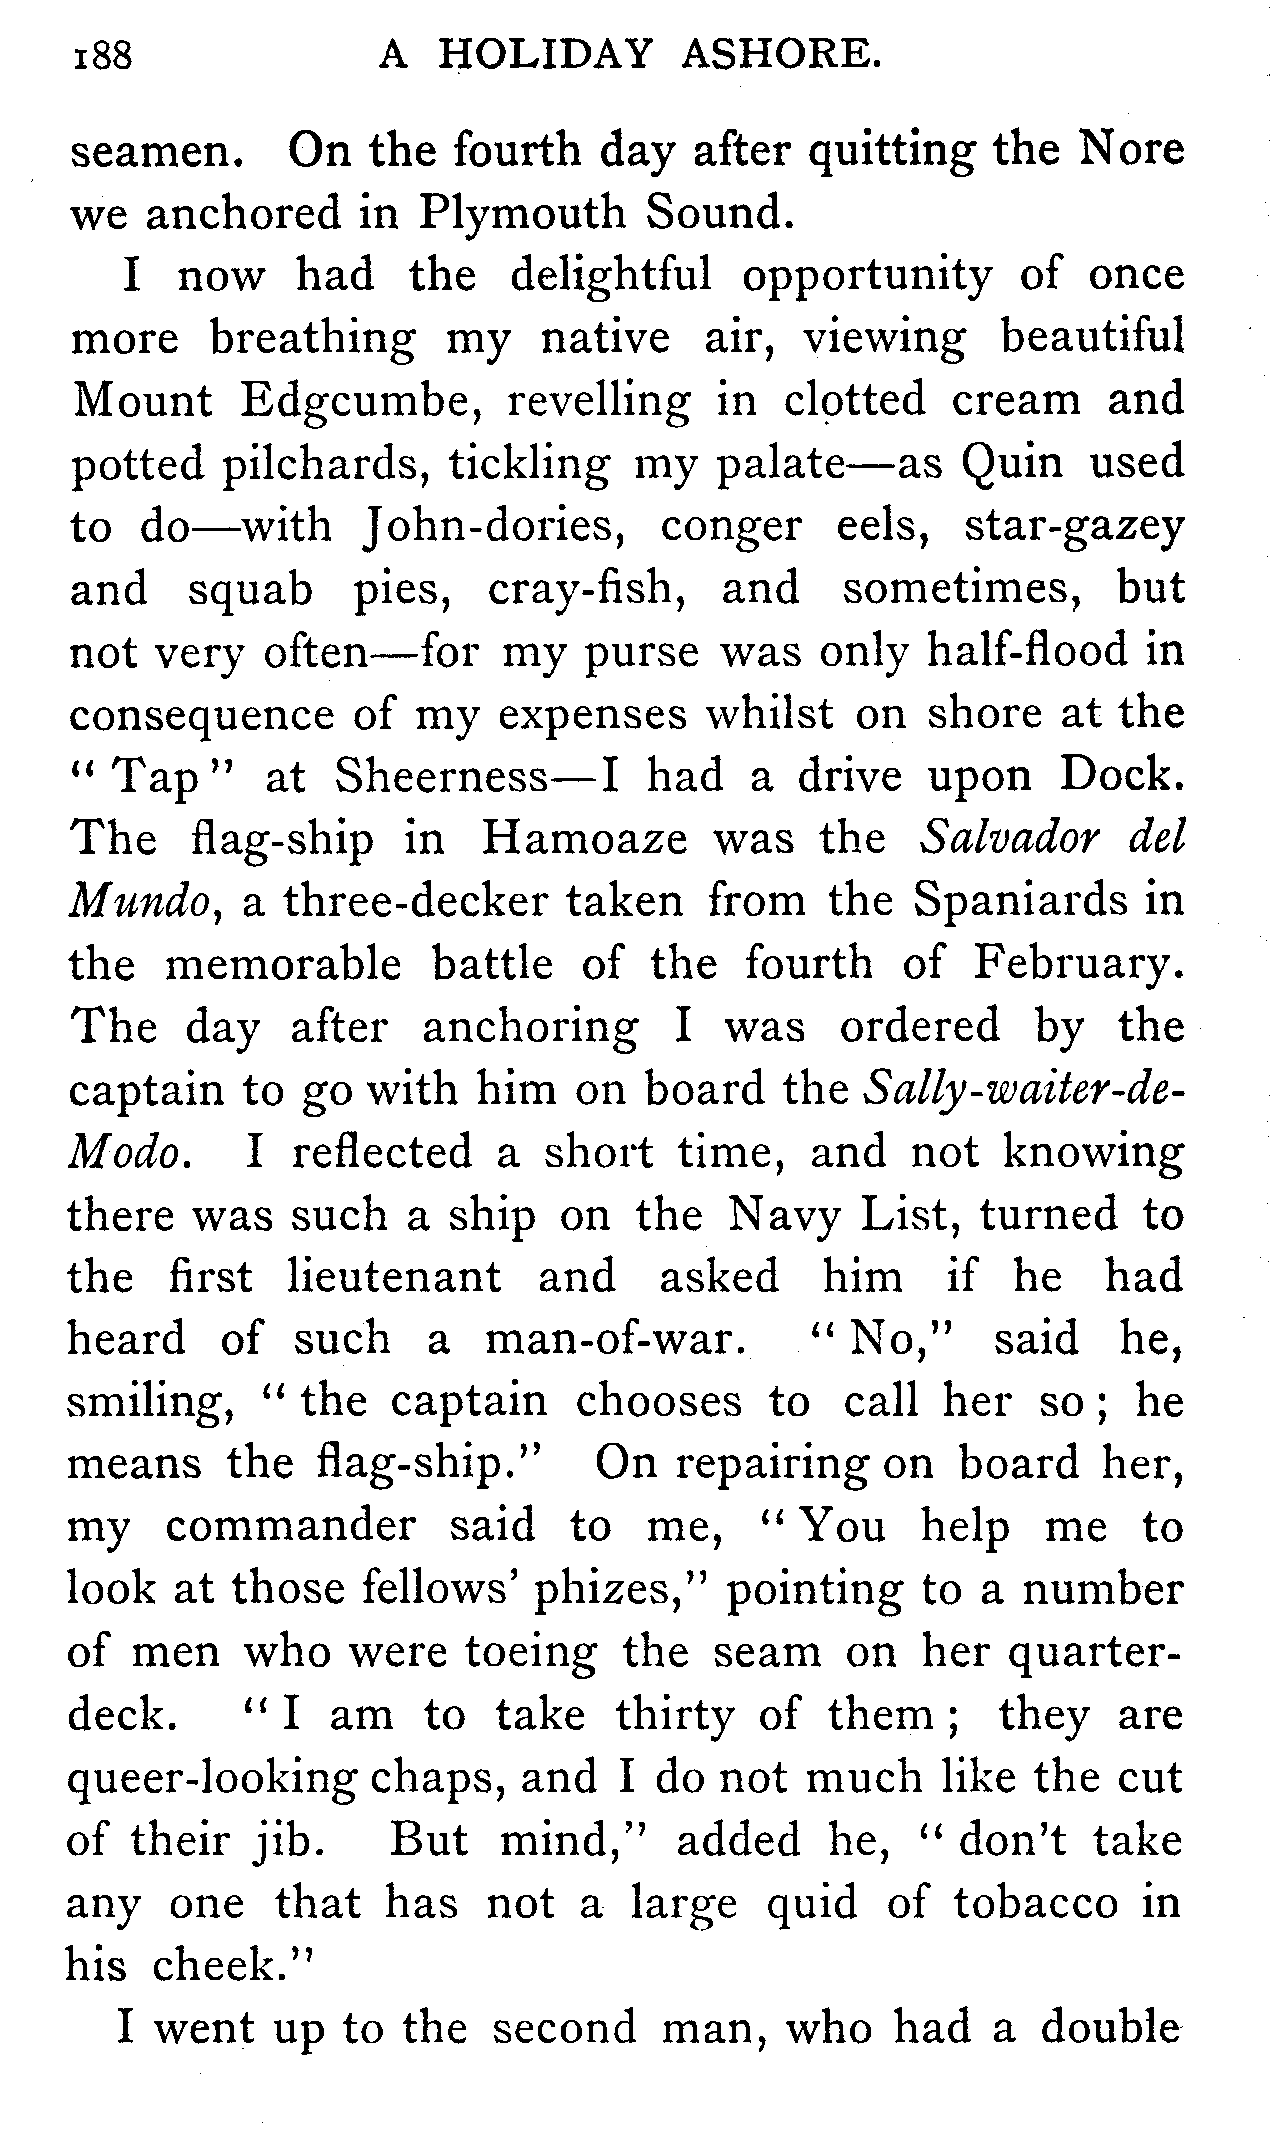 188 A HOLIDAY ASHORE.
seamen. On the fourth day after quitting the Nore
we anchored in Plymouth Sound.
I now had the delightful opportunity of once
more breathing my native air, viewing beautiful
Mount Edgcumbe, revelling in clotted cream and
potted pilchards, tickling my palate—as Quin used
to do—with John-dories, conger eels, star-gazey
and squab pies, cray-fish, and sometimes, but
not very often—for my purse was only half-flood in
consequence of my expenses whilst on shore at the
" Tap " at Sheerness—I had a drive upon Dock.
The flag-ship in Hamoaze was the Salvador del
Mundo, a three-decker taken from the Spaniards in
the memorable battle of the fourth of February.
The day after anchoring I was ordered by the
captain to go with him on board the Sally-waiter-de-
Modo. I reflected a short time, and not knowing
there was such a ship on the Navy List, turned to
the first lieutenant and asked him if he had
heard of such a man-of-war. " No," said he,
smiling, " the captain chooses to call her so ; he
means the flag-ship." On repairing on board her,
my commander said to me, " You help me to
look at those fellows' phizes," pointing to a number
of men who were toeing the seam on her quarter-
deck. " I am to take thirty of them ; they are
queer-looking chaps, and I do not much like the cut
of their jib. But mind," added he, " don't take
any one that has not a large quid of tobacco in
his cheek."
I went up to the second man, who had a double